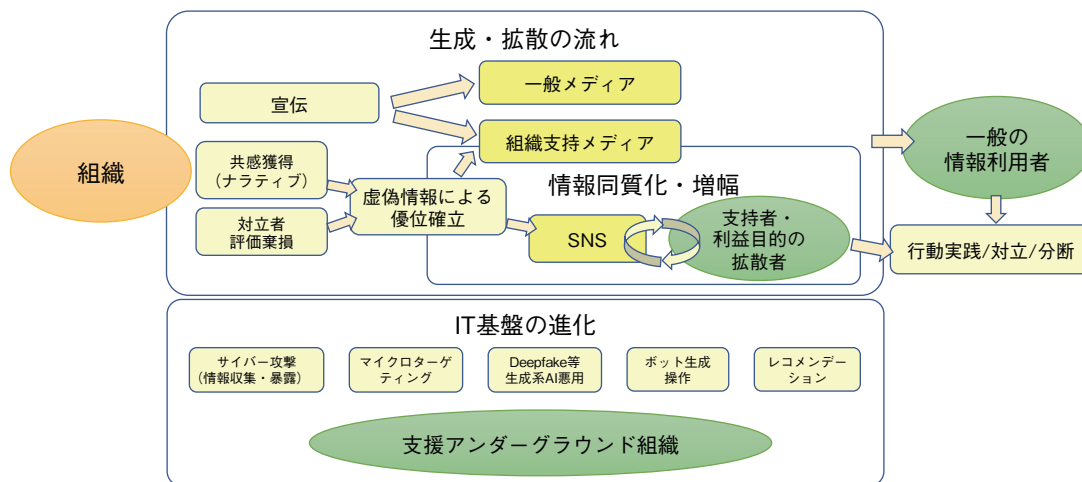 生成・拡散の流れ
組織
宣伝
一般メディア
組織支持メディア
共感獲得
（ナラティブ）
対立者
評価棄損
虚偽情報による
優位確立
情報同質化・増幅
SNS
支持者・
利益目的の
拡散者
一般の
情報利用者
行動実践/対立/分断
IT基盤の進化
サイバー攻撃
（情報収集・暴露）
マイクロターゲ
ティング
Deepfake等
生成系AI悪用
ボット生成
操作
レコメンデー
ション
支援アンダーグラウンド組織